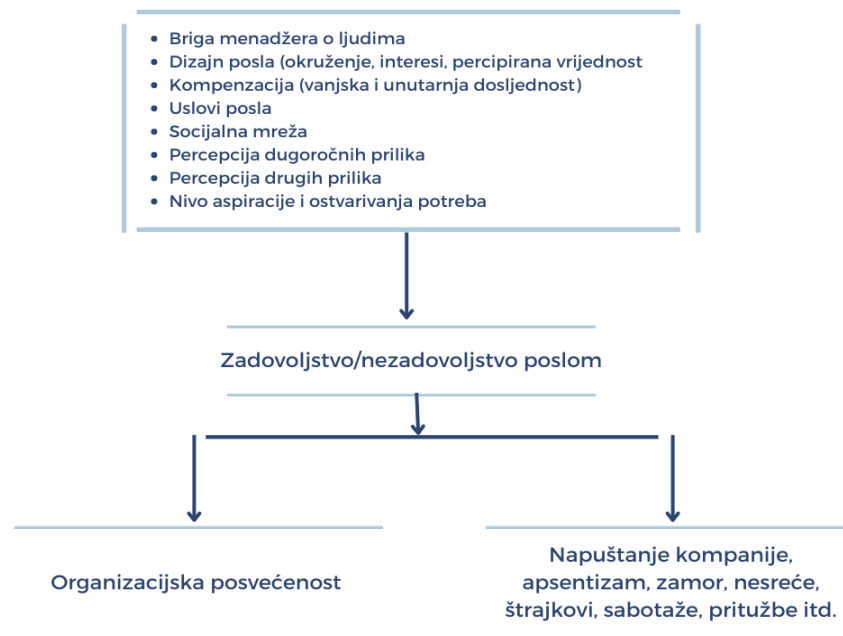 Briga menadžera o ljudima
Dizajn posla (okruženje, interesi, percipirana vrijednost
Kompenzacija (vanjska i unutarnja dosljednost)
Uslovi posla
Socijalna mreža
Percepcija dugoročnih prilika
Percepcija drugih prilika
Nivo aspiracije i ostvarivanja potreba
Zadovoljstvo/nezadovoljstvo poslom
Organizacijska posvećenost
Napuštanje kompanije,
apsentizam, zamor, nesreće,
štrajkovi, sabotaže, pritužbe itd.